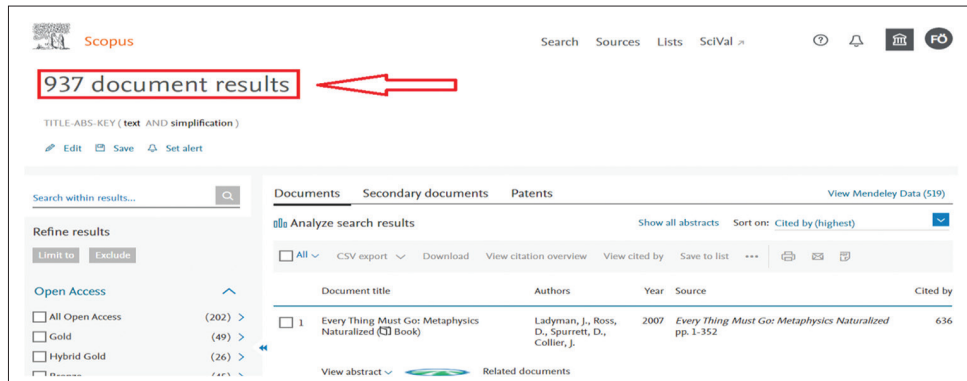 Scopus
Search Sources Lists SciVal ↗
FÖ
937 document results
TITLE-ABS-KEY ( text AND simplification )
Edit Save Set alert
Search within results...
Refine results
Limit to Exclude
Open Access
All Open Access (202)
Gold (49)
Hybrid Gold (26)
Bronze (45)
Documents Secondary documents Patents View Mendeley Data (519)
Analyze search results Show all abstracts Sort on: Cited by (highest)
All CSV export Download View citation overview View cited by Save to list •••
Document title Authors Year Source Cited by
1 Every Thing Must Go: Metaphysics Ladyman, J., Ross, 2007 Every Thing Must Go: Metaphysics Naturalized 636
Naturalized (Book) D., Spurrett, D., pp. 1-352
Collier, J.
View abstract Related documents